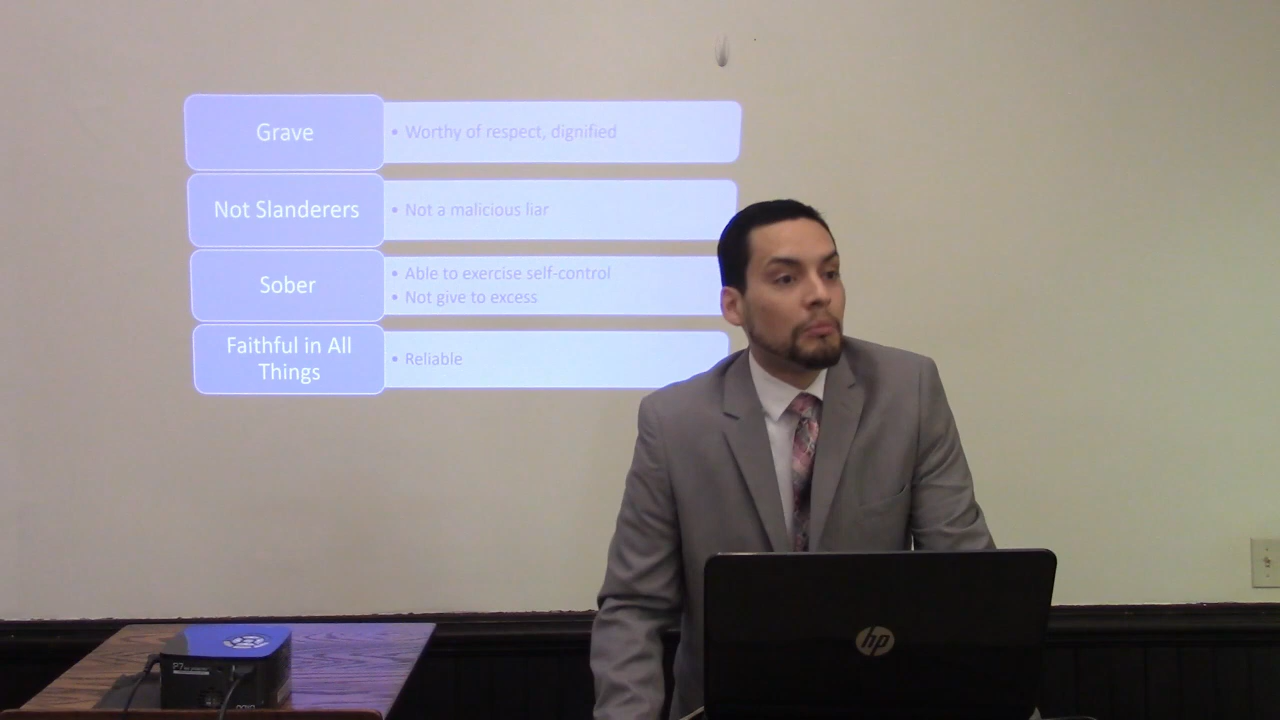 Grave
• Worthy of respect, dignified
Not Slanderers
• Not a malicious liar
Sober
• Able to exercise self-control
• Not give to excess
Faithful in All
Things
• Reliable
hp
P7